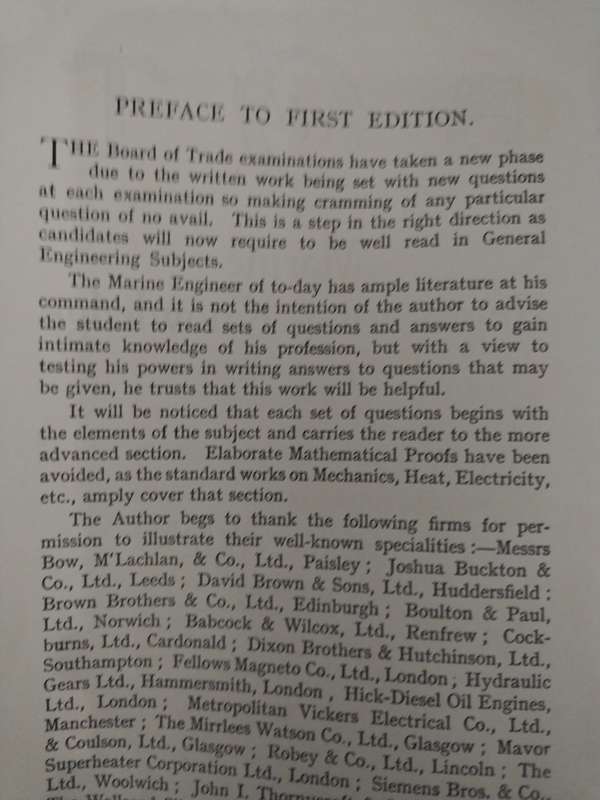 PREFACE TO FIRST EDITION.
THE Board of Trade examinations have taken a new phase
due to the written work being set with new questions
at each examination so making cramming of any particular
question of no avail. This is a step in the right direction as
candidates will now require to be well read in General
Engineering Subjects.
The Marine Engineer of to-day has ample literature at his
command, and it is not the intention of the author to advise
the student to read sets of questions and answers to gain
intimate knowledge of his profession, but with a view to
testing his powers in writing answers to questions that may
be given, he trusts that this work will be helpful.
It will be noticed that each set of questions begins with
the elements of the subject and carries the reader to the more
advanced section. Elaborate Mathematical Proofs have been
avoided, as the standard works on Mechanics, Heat, Electricity,
etc., amply cover that section.
The Author begs to thank the following firms for per-
mission to illustrate their well-known specialities :—Messrs
Bow, M'Lachlan, & Co., Ltd., Paisley ; Joshua Buckton &
Co., Ltd., Leeds ; David Brown & Sons, Ltd., Huddersfield :
Brown Brothers & Co., Ltd., Edinburgh ; Boulton & Paul,
Ltd., Norwich ; Babcock & Wilcox, Ltd., Renfrew ; Cock-
burns, Ltd., Cardonald ; Dixon Brothers & Hutchinson, Ltd.,
Southampton ; Fellows Magneto Co., Ltd., London ; Hydraulic
Gears Ltd., Hammersmith, London , Hick-Diesel Oil Engines,
Ltd., London ; Metropolitan Vickers Electrical Co., Ltd.,
Manchester ; The Mirrlees Watson Co., Ltd., Glasgow ; Mavor
& Coulson, Ltd., Glasgow ; Robey & Co., Ltd., Lincoln ; The
Superheater Corporation Ltd., London ; Siemens Bros. & Co.,
Ltd., Woolwich ; John I.